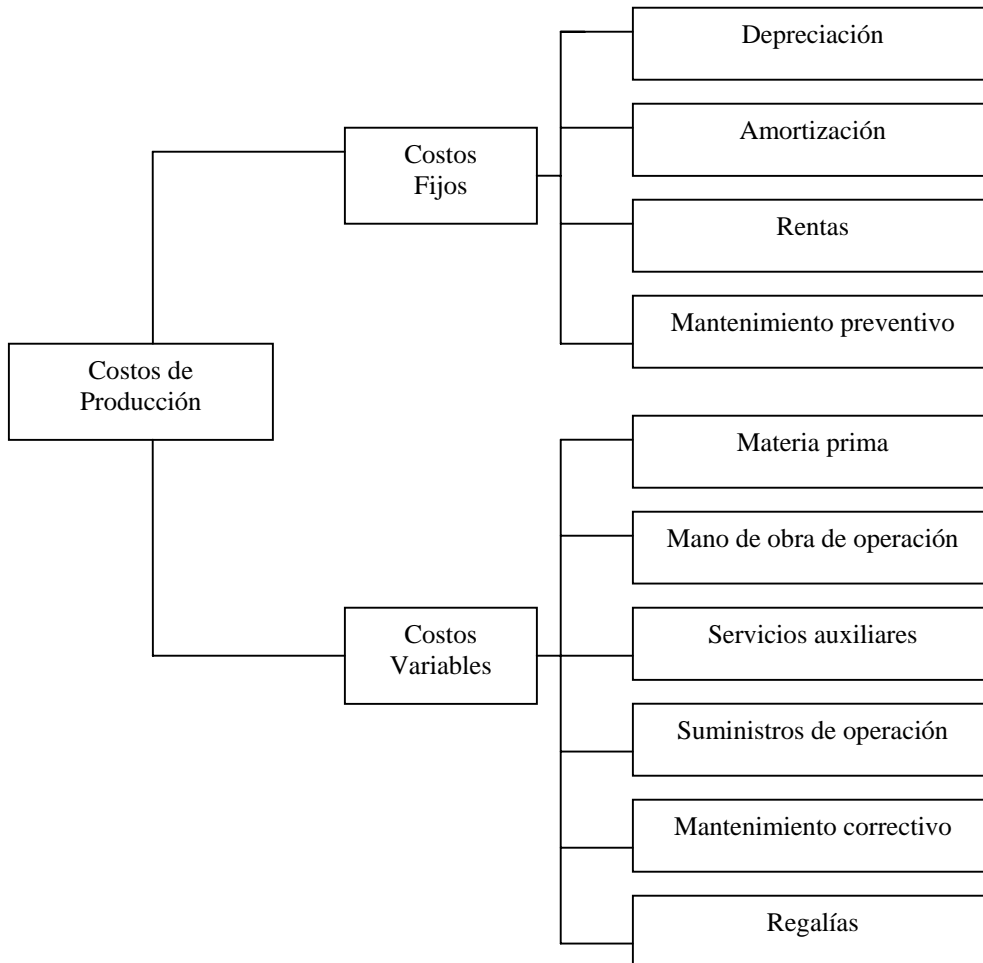 Costos de
Producción
Costos
Fijos
Depreciación
Amortización
Rentas
Mantenimiento preventivo
Costos
Variables
Materia prima
Mano de obra de operación
Servicios auxiliares
Suministros de operación
Mantenimiento correctivo
Regalías